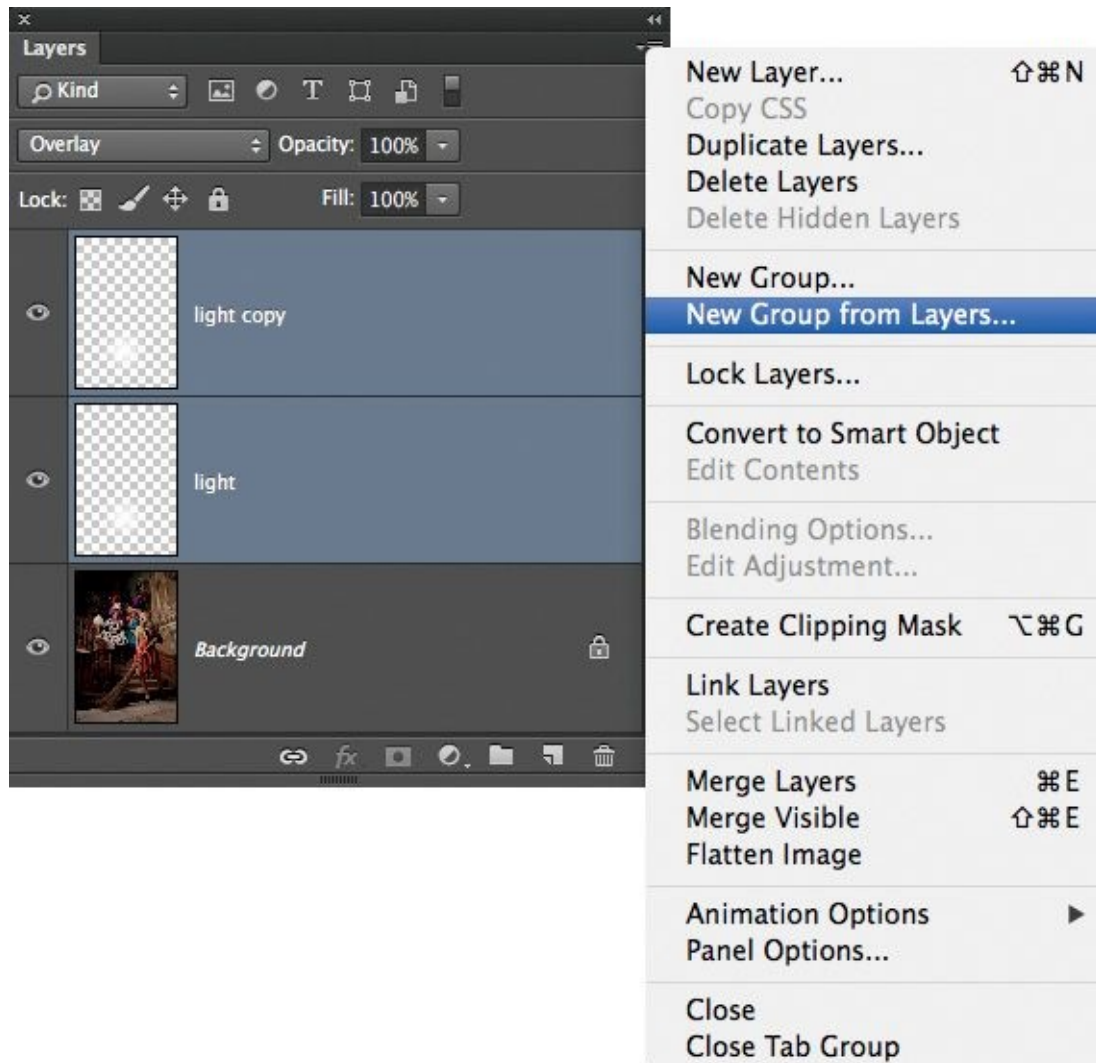 Layers
Kind
Overlay Opacity: 100%
Lock: Fill: 100%
light copy
light
Background
fx
New Layer... ⇧⌘N
Copy CSS
Duplicate Layers...
Delete Layers
Delete Hidden Layers
New Group...
New Group from Layers...
Lock Layers...
Convert to Smart Object
Edit Contents
Blending Options...
Edit Adjustment...
Create Clipping Mask ⌥⌘G
Link Layers
Select Linked Layers
Merge Layers ⌘E
Merge Visible ⇧⌘E
Flatten Image
Animation Options
Panel Options...
Close
Close Tab Group